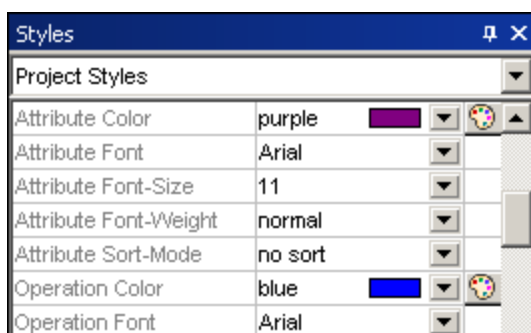 Styles
Project Styles
Attribute Color purple
Attribute Font Arial
Attribute Font-Size 11
Attribute Font-Weight normal
Attribute Sort-Mode no sort
Operation Color blue
Operation Font Arial